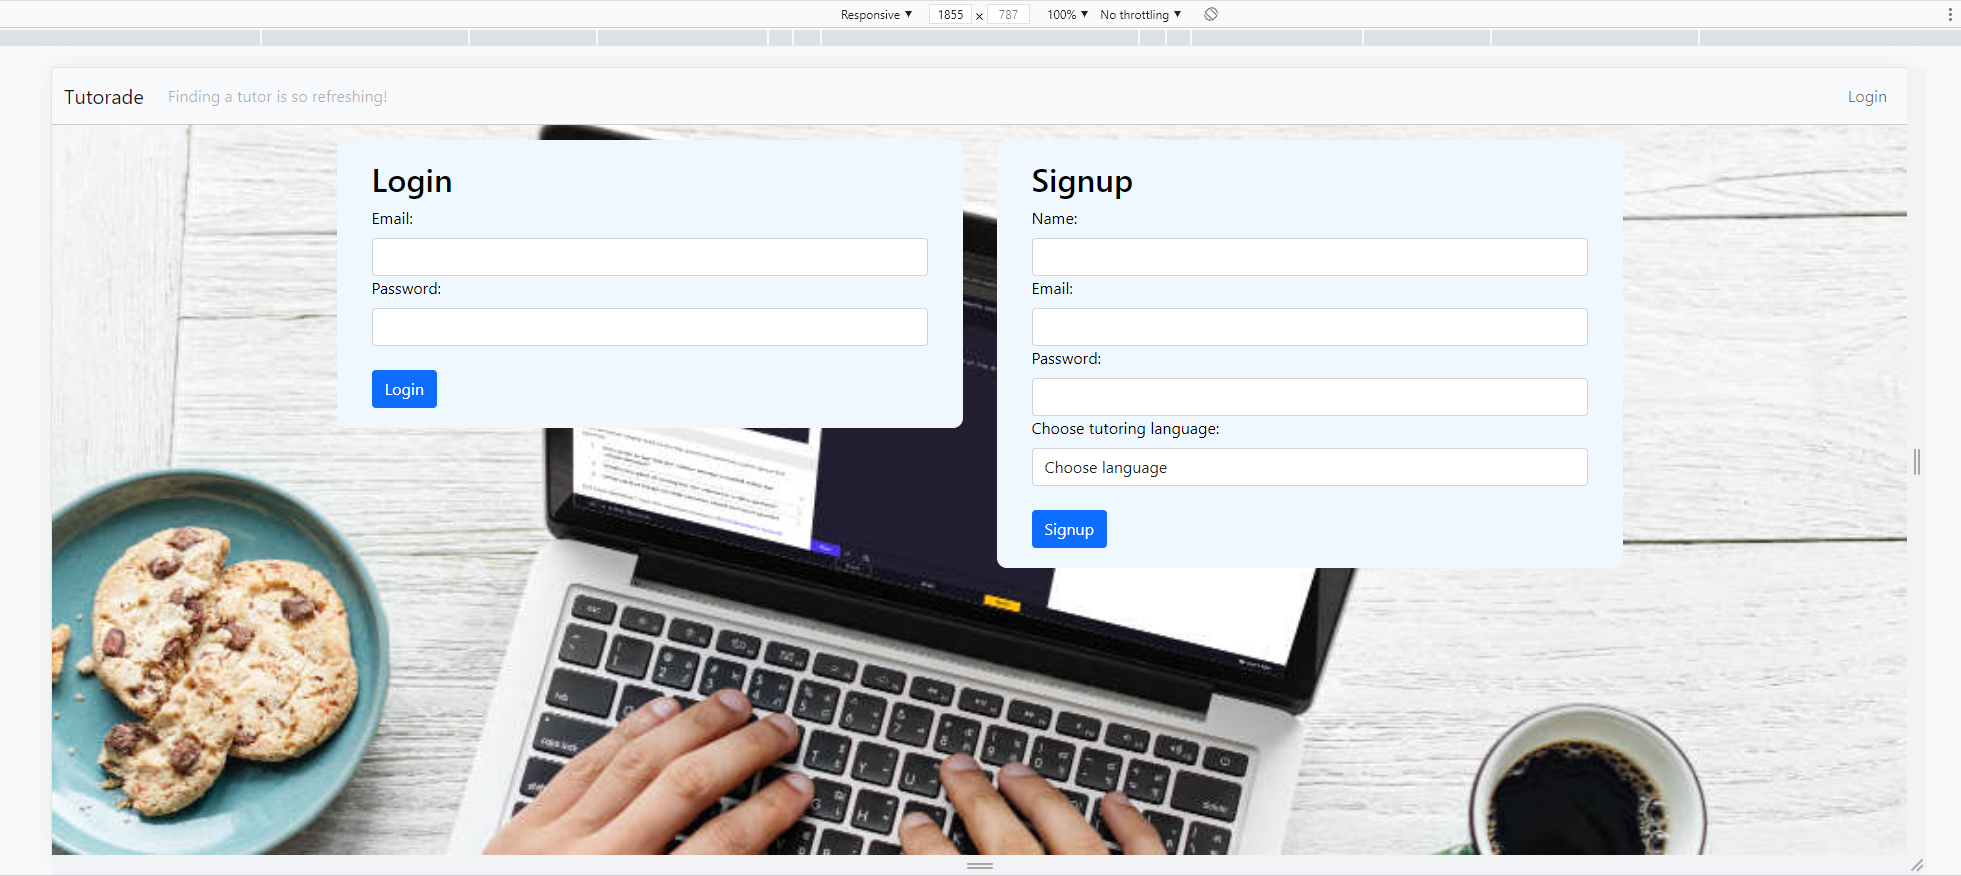 Responsive ▼ 1855 × 787 100% ▼ No throttling ▼
Tutorade Finding a tutor is so refreshing! Login
Login
Email:
Password:
Login
Signup
Name:
Email:
Password:
Choose tutoring language:
Choose language
Signup